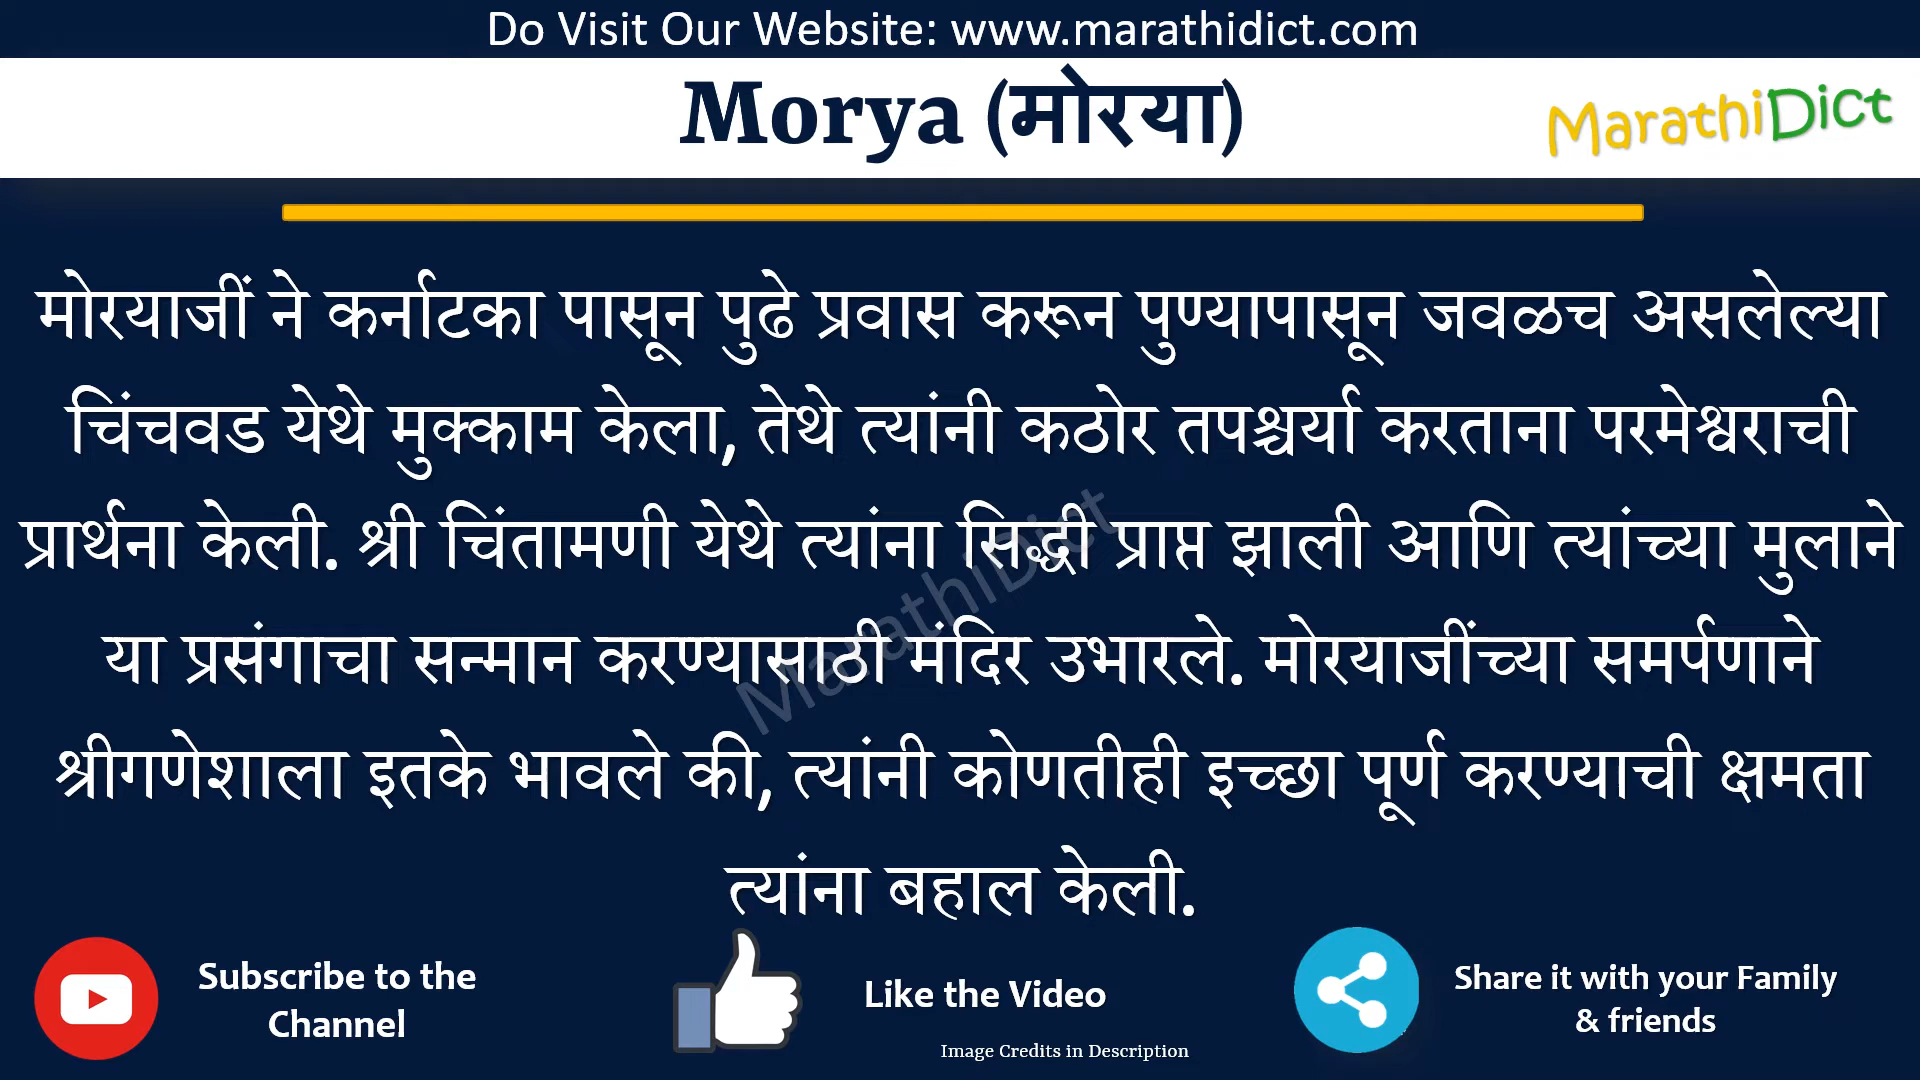 Do Visit Our Website: www.marathidict.com
Morya (मोरया)
MarathiDict
मोरयाजीं ने कर्नाटका पासून पुढे प्रवास करून पुण्यापासून जवळच असलेल्या
चिंचवड येथे मुक्काम केला, तेथे त्यांनी कठोर तपश्चर्या करताना परमेश्वराची
प्रार्थना केली. श्री चिंतामणी येथे त्यांना सिद्धी प्राप्त झाली आणि त्यांच्या मुलाने
या प्रसंगाचा सन्मान करण्यासाठी मंदिर उभारले. मोरयाजींच्या समर्पणाने
श्रीगणेशाला इतके भावले की, त्यांनी कोणतीही इच्छा पूर्ण करण्याची क्षमता
त्यांना बहाल केली.
MarathiDict
Subscribe to the
Channel
Like the Video
Share it with your Family
& friends
Image Credits in Description